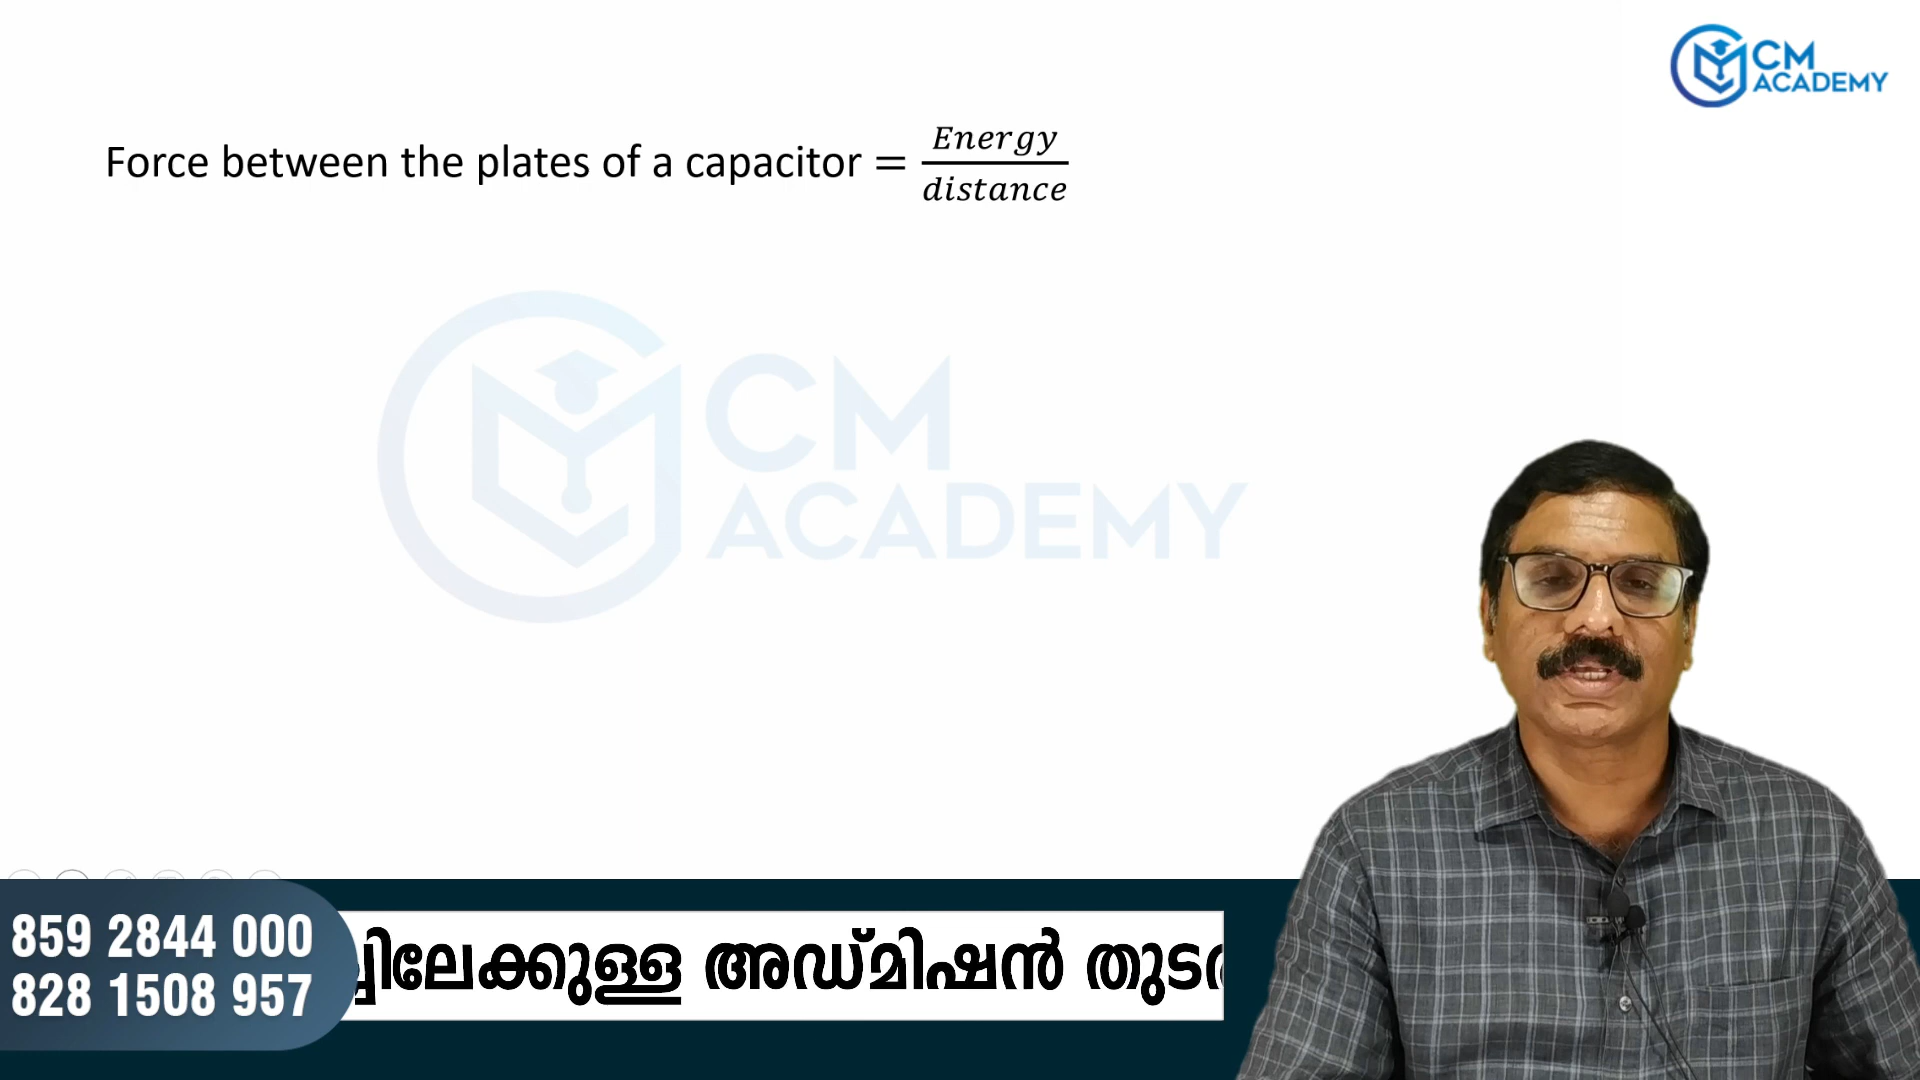 CM
ACADEMY
Force between the plates of a capacitor = \frac{Energy}{distance}
CM
ACADEMY
859 2844 000
828 1508 957
അഡ്മിഷൻ